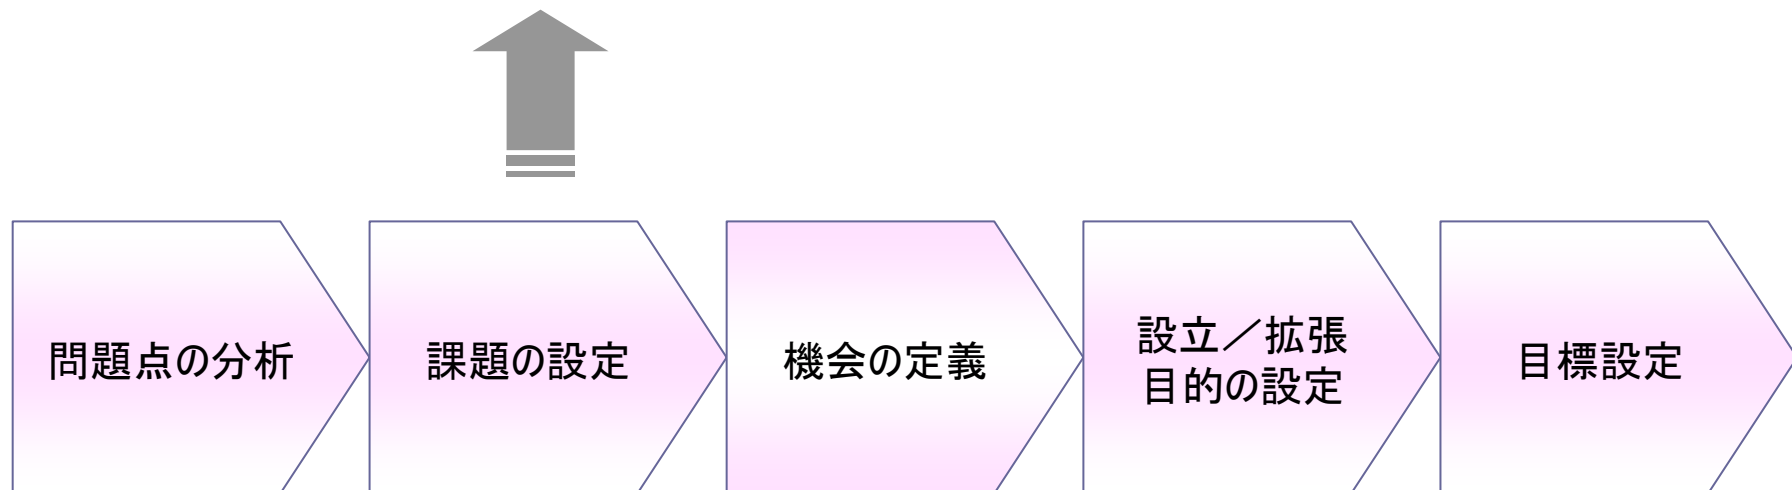 問題点の分析
課題の設定
機会の定義
設立／拡張
目的の設定
目標設定